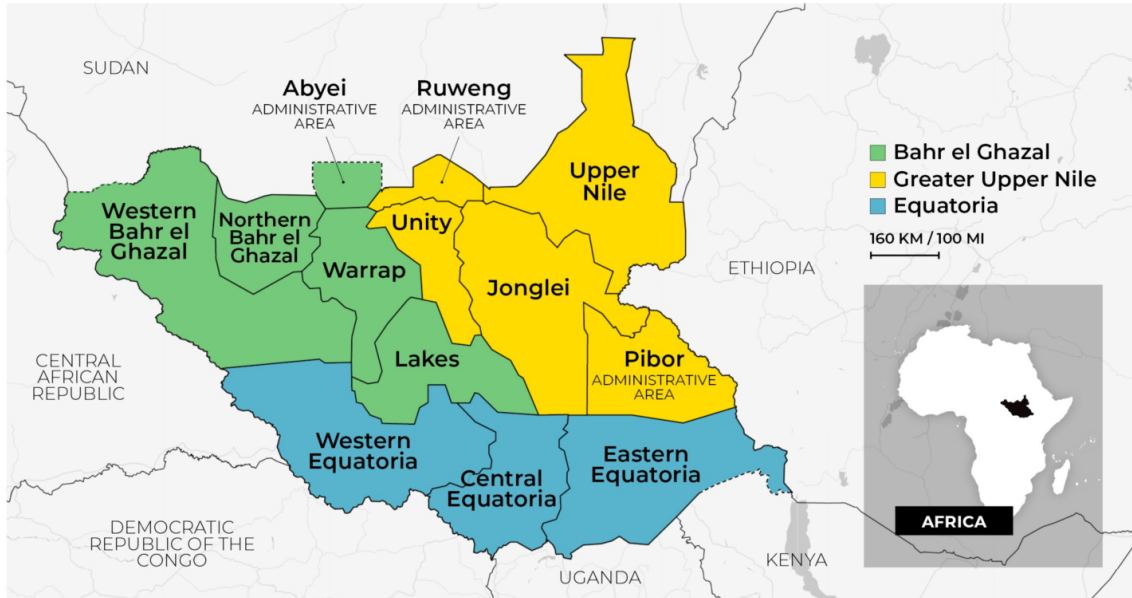 SUDAN
Abyei
ADMINISTRATIVE
AREA
Ruweng
ADMINISTRATIVE
AREA
Upper
Nile
Bahr el Ghazal
Greater Upper Nile
Equatoria
160 KM / 100 MI
Western
Bahr el
Ghazal
Northern
Bahr el
Ghazal
Unity
Warrap
Jonglei
ETHIOPIA
Lakes
Pibor
ADMINISTRATIVE
AREA
CENTRAL
AFRICAN
REPUBLIC
Western
Equatoria
Central
Equatoria
Eastern
Equatoria
DEMOCRATIC
REPUBLIC OF THE
CONGO
UGANDA
KENYA
AFRICA